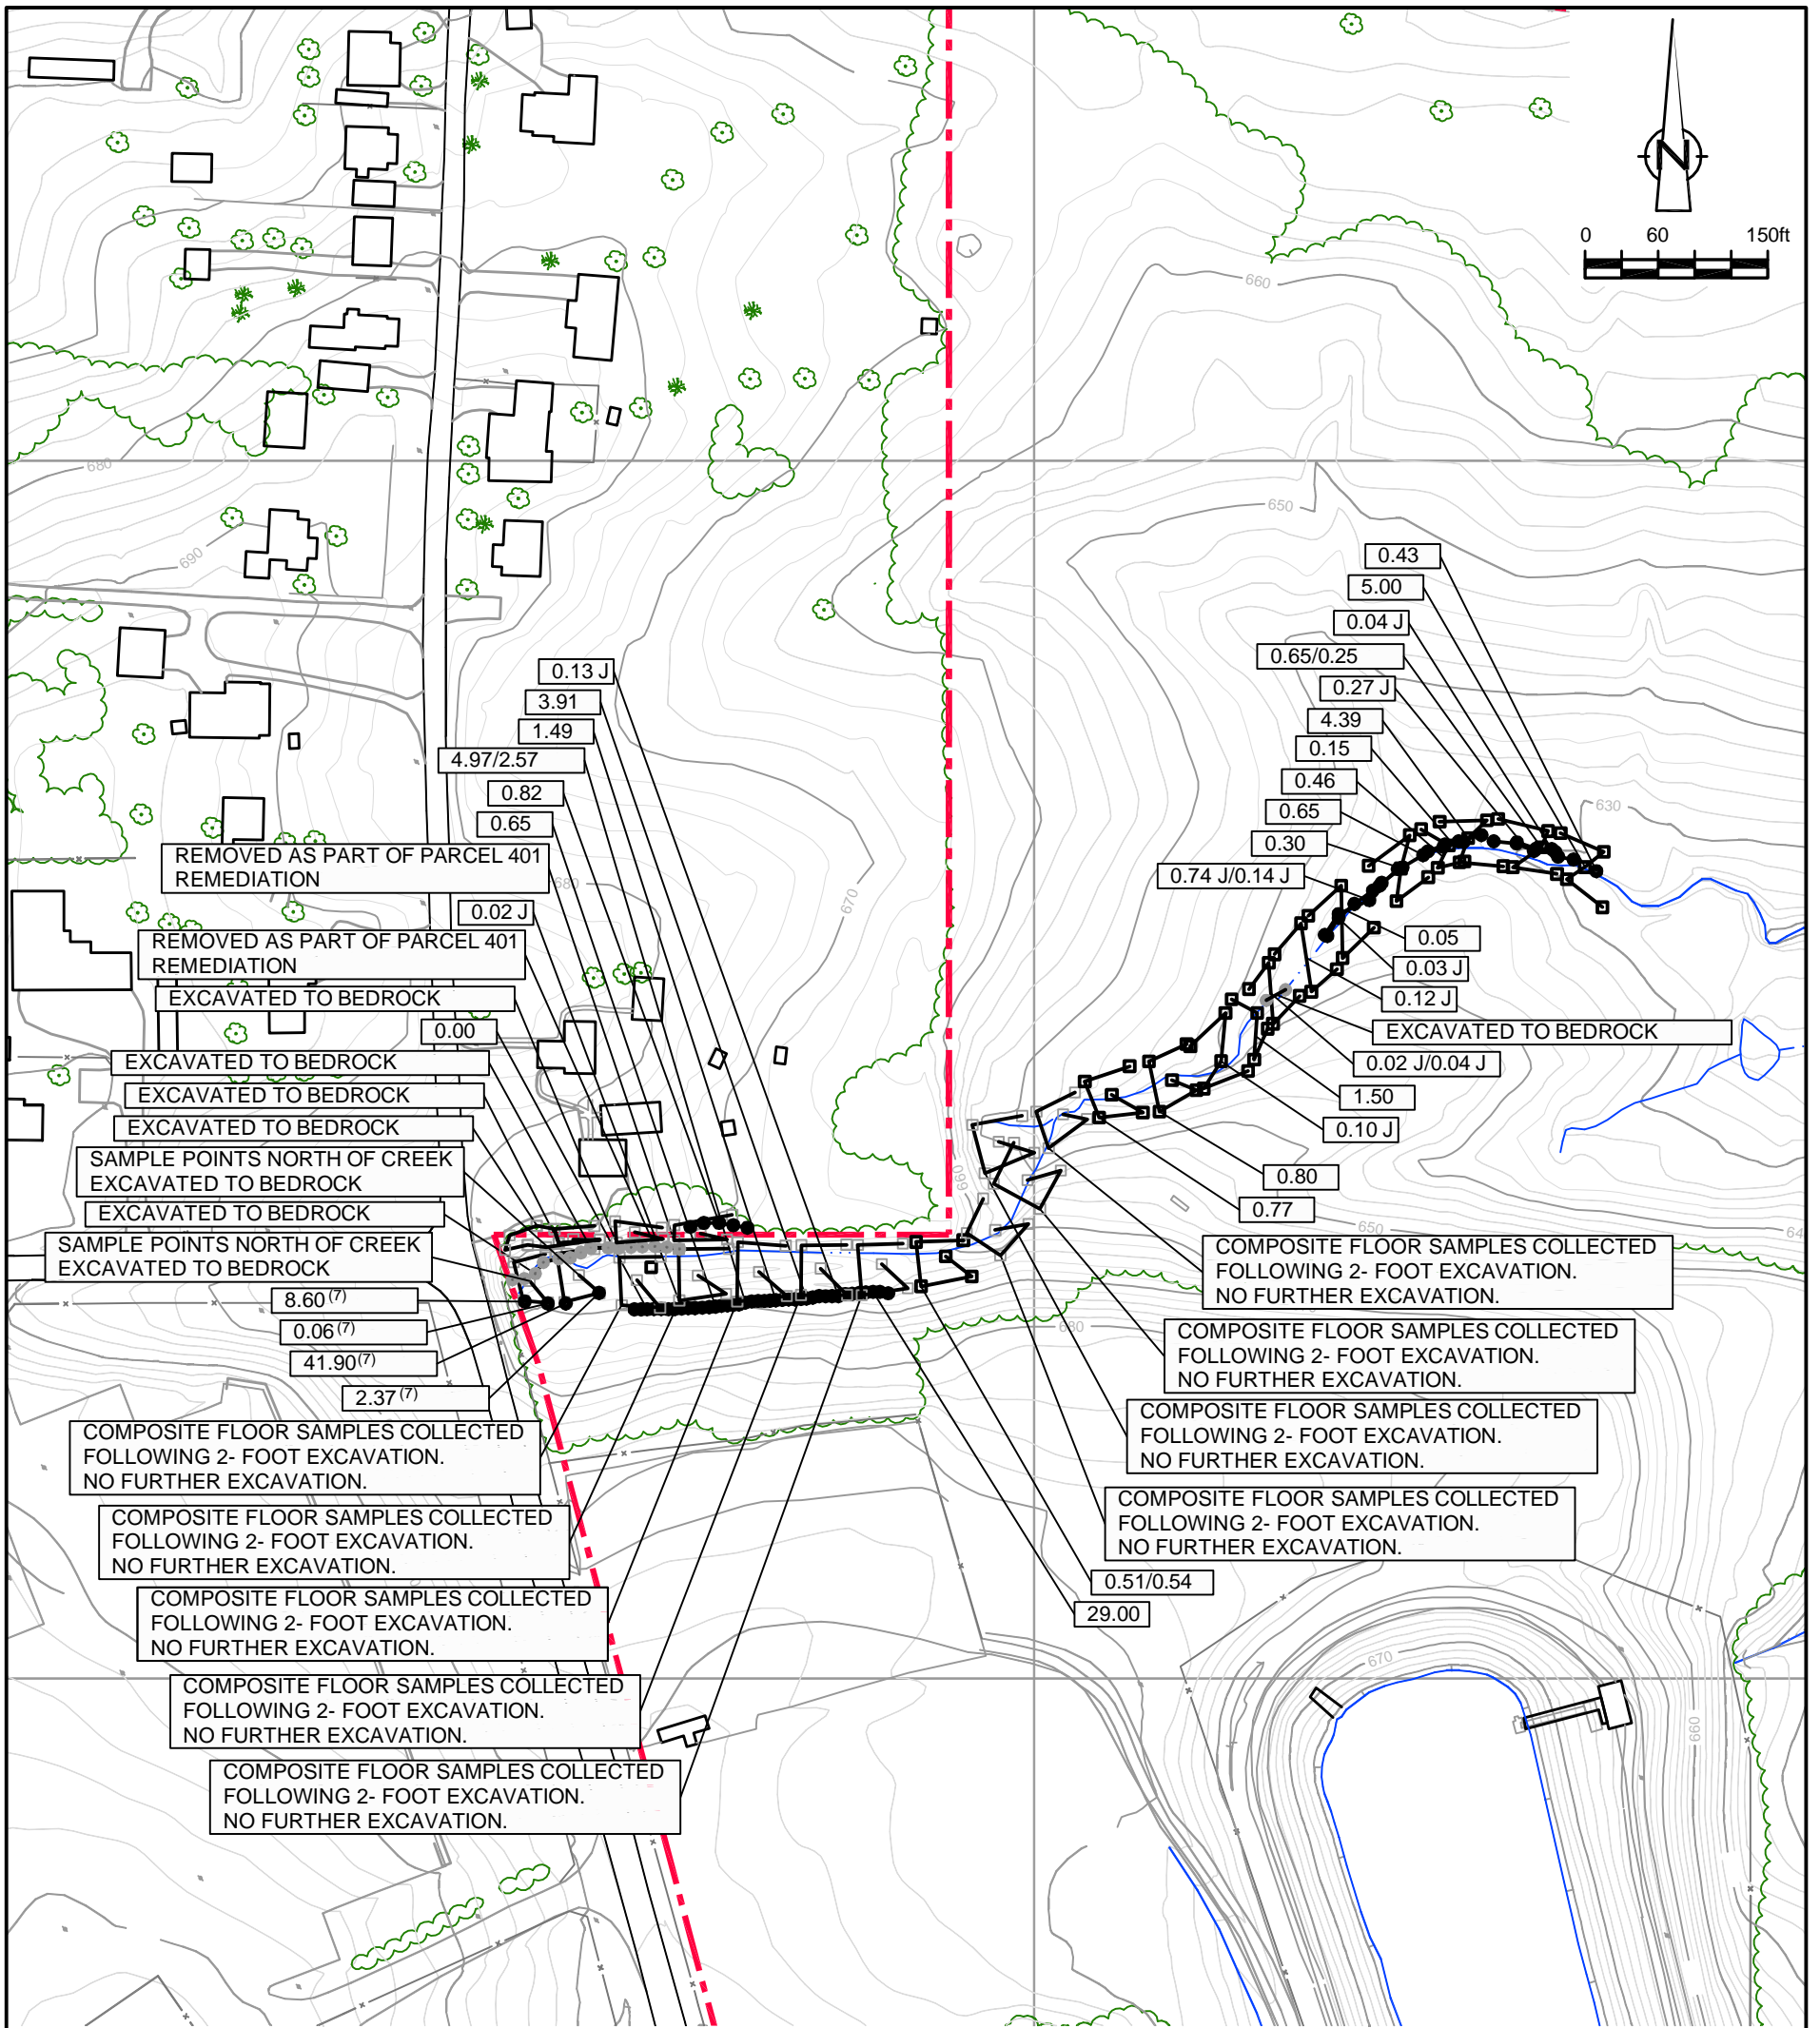 N
0 60 150ft
660
680
650
690
0.43
5.00
0.04 J
0.65/0.25
0.27 J
4.39
0.15
0.46
0.65
0.30
0.74 J/0.14 J
630
0.13 J
3.91
1.49
4.97/2.57
0.82
0.65
REMOVED AS PART OF PARCEL 401
REMEDIATION
680
670
0.02 J
REMOVED AS PART OF PARCEL 401
REMEDIATION
EXCAVATED TO BEDROCK
0.00
EXCAVATED TO BEDROCK
EXCAVATED TO BEDROCK
EXCAVATED TO BEDROCK
SAMPLE POINTS NORTH OF CREEK
EXCAVATED TO BEDROCK
EXCAVATED TO BEDROCK
SAMPLE POINTS NORTH OF CREEK
EXCAVATED TO BEDROCK
8.60(7)
0.06(7)
41.90(7)
2.37(7)
COMPOSITE FLOOR SAMPLES COLLECTED
FOLLOWING 2- FOOT EXCAVATION.
NO FURTHER EXCAVATION.
COMPOSITE FLOOR SAMPLES COLLECTED
FOLLOWING 2- FOOT EXCAVATION.
NO FURTHER EXCAVATION.
COMPOSITE FLOOR SAMPLES COLLECTED
FOLLOWING 2- FOOT EXCAVATION.
NO FURTHER EXCAVATION.
COMPOSITE FLOOR SAMPLES COLLECTED
FOLLOWING 2- FOOT EXCAVATION.
NO FURTHER EXCAVATION.
COMPOSITE FLOOR SAMPLES COLLECTED
FOLLOWING 2- FOOT EXCAVATION.
NO FURTHER EXCAVATION.
0.05
0.03 J
0.12 J
EXCAVATED TO BEDROCK
0.02 J/0.04 J
1.50
0.10 J
0.80
0.77
660
650
COMPOSITE FLOOR SAMPLES COLLECTED
FOLLOWING 2- FOOT EXCAVATION.
NO FURTHER EXCAVATION.
680
COMPOSITE FLOOR SAMPLES COLLECTED
FOLLOWING 2- FOOT EXCAVATION.
NO FURTHER EXCAVATION.
COMPOSITE FLOOR SAMPLES COLLECTED
FOLLOWING 2- FOOT EXCAVATION.
NO FURTHER EXCAVATION.
COMPOSITE FLOOR SAMPLES COLLECTED
FOLLOWING 2- FOOT EXCAVATION.
NO FURTHER EXCAVATION.
0.51/0.54
29.00
670
660